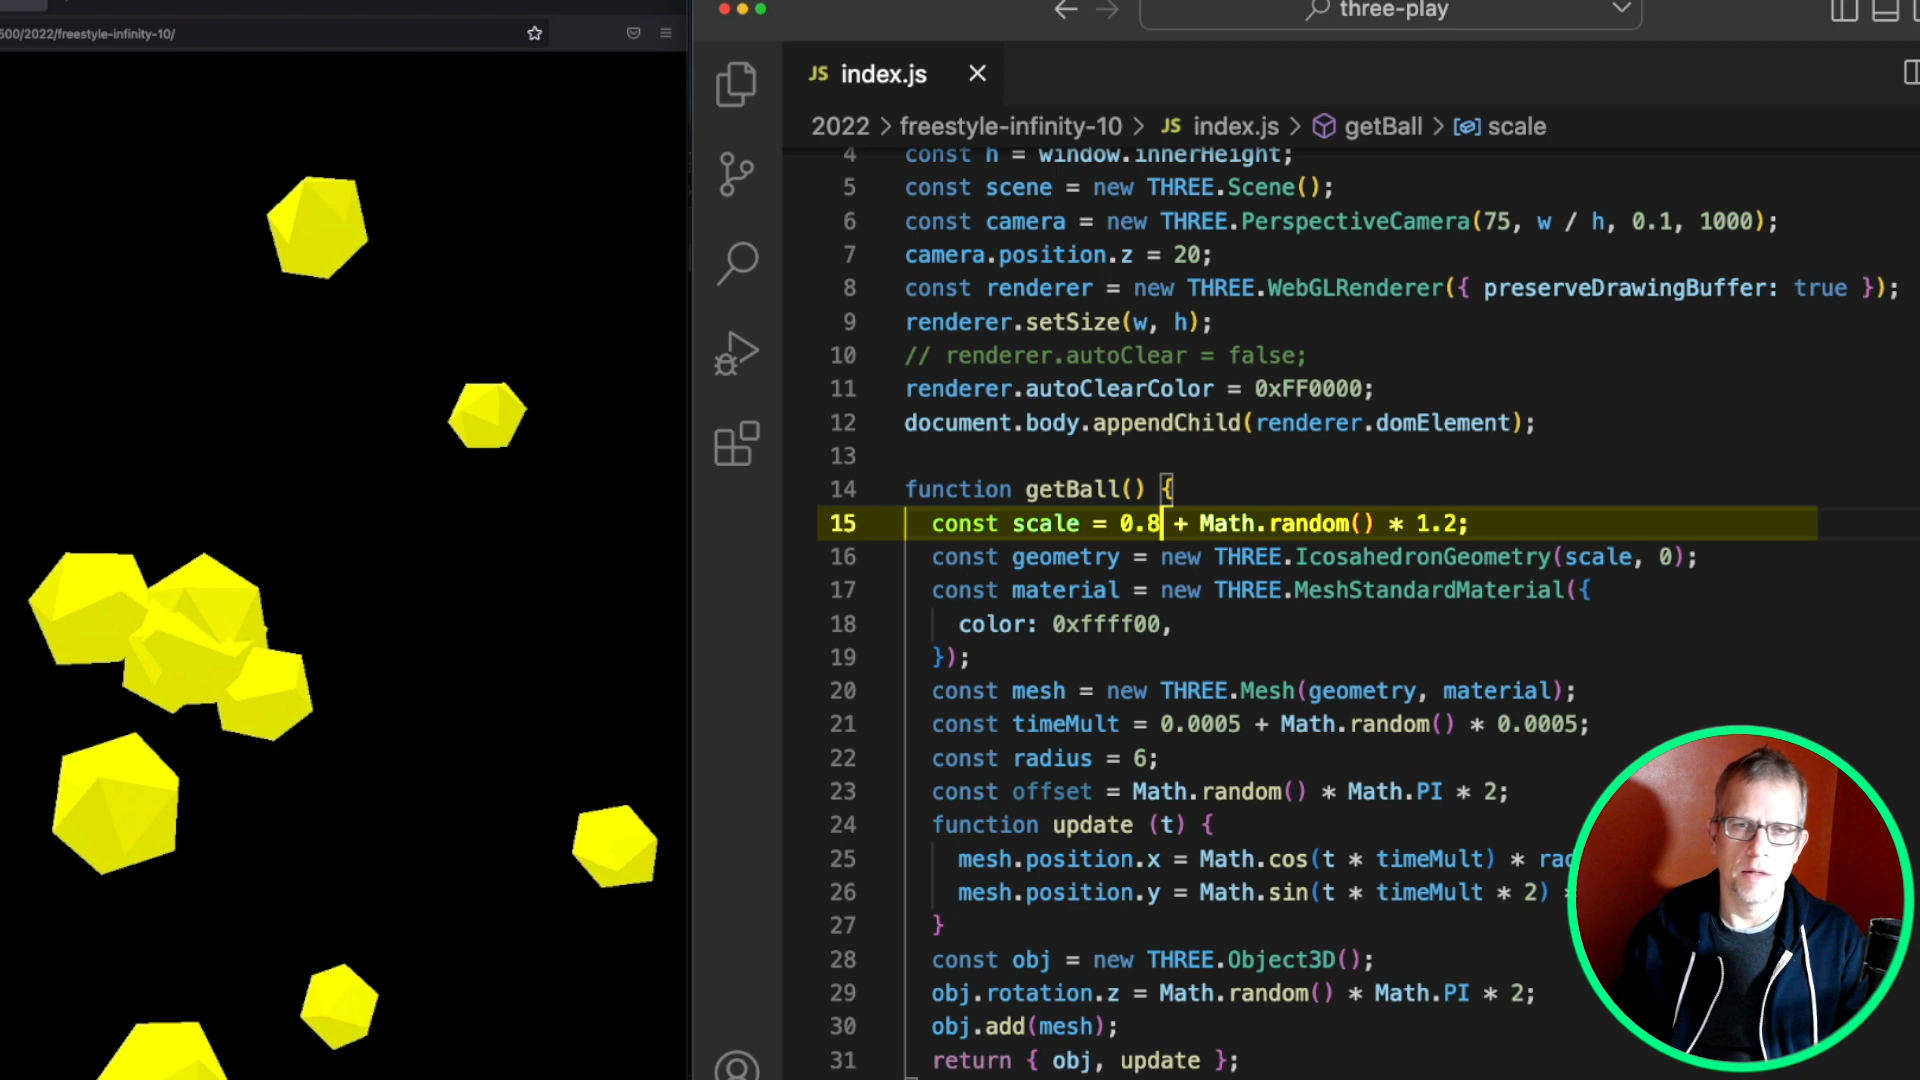 500/2022/freestyle-infinity-10/
three-play
JS index.js
2022 > freestyle-infinity-10 > JS index.js > getBall > scale
4 const h = window.innerHeight;
5 const scene = new THREE.Scene();
6 const camera = new THREE.PerspectiveCamera(75, w / h, 0.1, 1000);
7 camera.position.z = 20;
8 const renderer = new THREE.WebGLRenderer({ preserveDrawingBuffer: true });
9 renderer.setSize(w, h);
10 // renderer.autoClear = false;
11 renderer.autoClearColor = 0xFF0000;
12 document.body.appendChild(renderer.domElement);
13
14 function getBall() {
15 const scale = 0.8 + Math.random() * 1.2;
16 const geometry = new THREE.IcosahedronGeometry(scale, 0);
17 const material = new THREE.MeshStandardMaterial({
18 color: 0xffff00,
19 });
20 const mesh = new THREE.Mesh(geometry, material);
21 const timeMult = 0.0005 + Math.random() * 0.0005;
22 const radius = 6;
23 const offset = Math.random() * Math.PI * 2;
24 function update (t) {
25 mesh.position.x = Math.cos(t * timeMult) *
26 mesh.position.y = Math.sin(t * timeMult * 2)
27 }
28 const obj = new THREE.Object3D();
29 obj.rotation.z = Math.random() * Math.PI * 2;
30 obj.add(mesh);
31 return { obj, update };